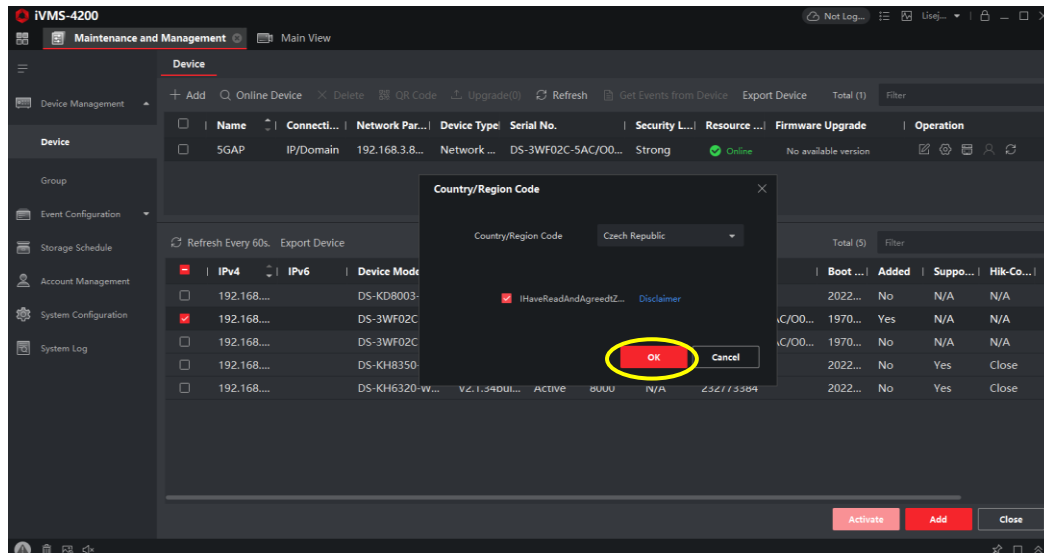 iVMS-4200
Not Log... Lisej...
Maintenance and Management Main View
Device
Device Management
+ Add Online Device Delete QR Code Upgrade(0) Refresh Get Events from Device Export Device Total (1) Filter
Name Connecti... Network Par... Device Type Serial No. Security L... Resource ... Firmware Upgrade Operation
Device
5GAP IP/Domain 192.168.3.8... Network ... DS-3WF02C-5AC/O0... Strong Online No available version
Group
Country/Region Code
Event Configuration
Country/Region Code Czech Republic
Storage Schedule
Refresh Every 60s. Export Device Total (5) Filter
IPv4 IPv6 Device Mode Boot ... Added Suppo... Hik-Co...
Account Management
192.168.... DS-KD8003- 2022... No N/A N/A
IHaveReadAndAgreedtZ... Disclaimer
System Configuration
192.168.... DS-3WF02C AC/O0... 1970... Yes N/A N/A
192.168.... DS-3WF02C AC/O0... 1970... No N/A N/A
System Log
OK Cancel
192.168.... DS-KH8350- 2022... No Yes Close
192.168.... DS-KH6320-W... V2.1.34bui... Active 8000 N/A 232773384 2022... No Yes Close
Activate Add Close